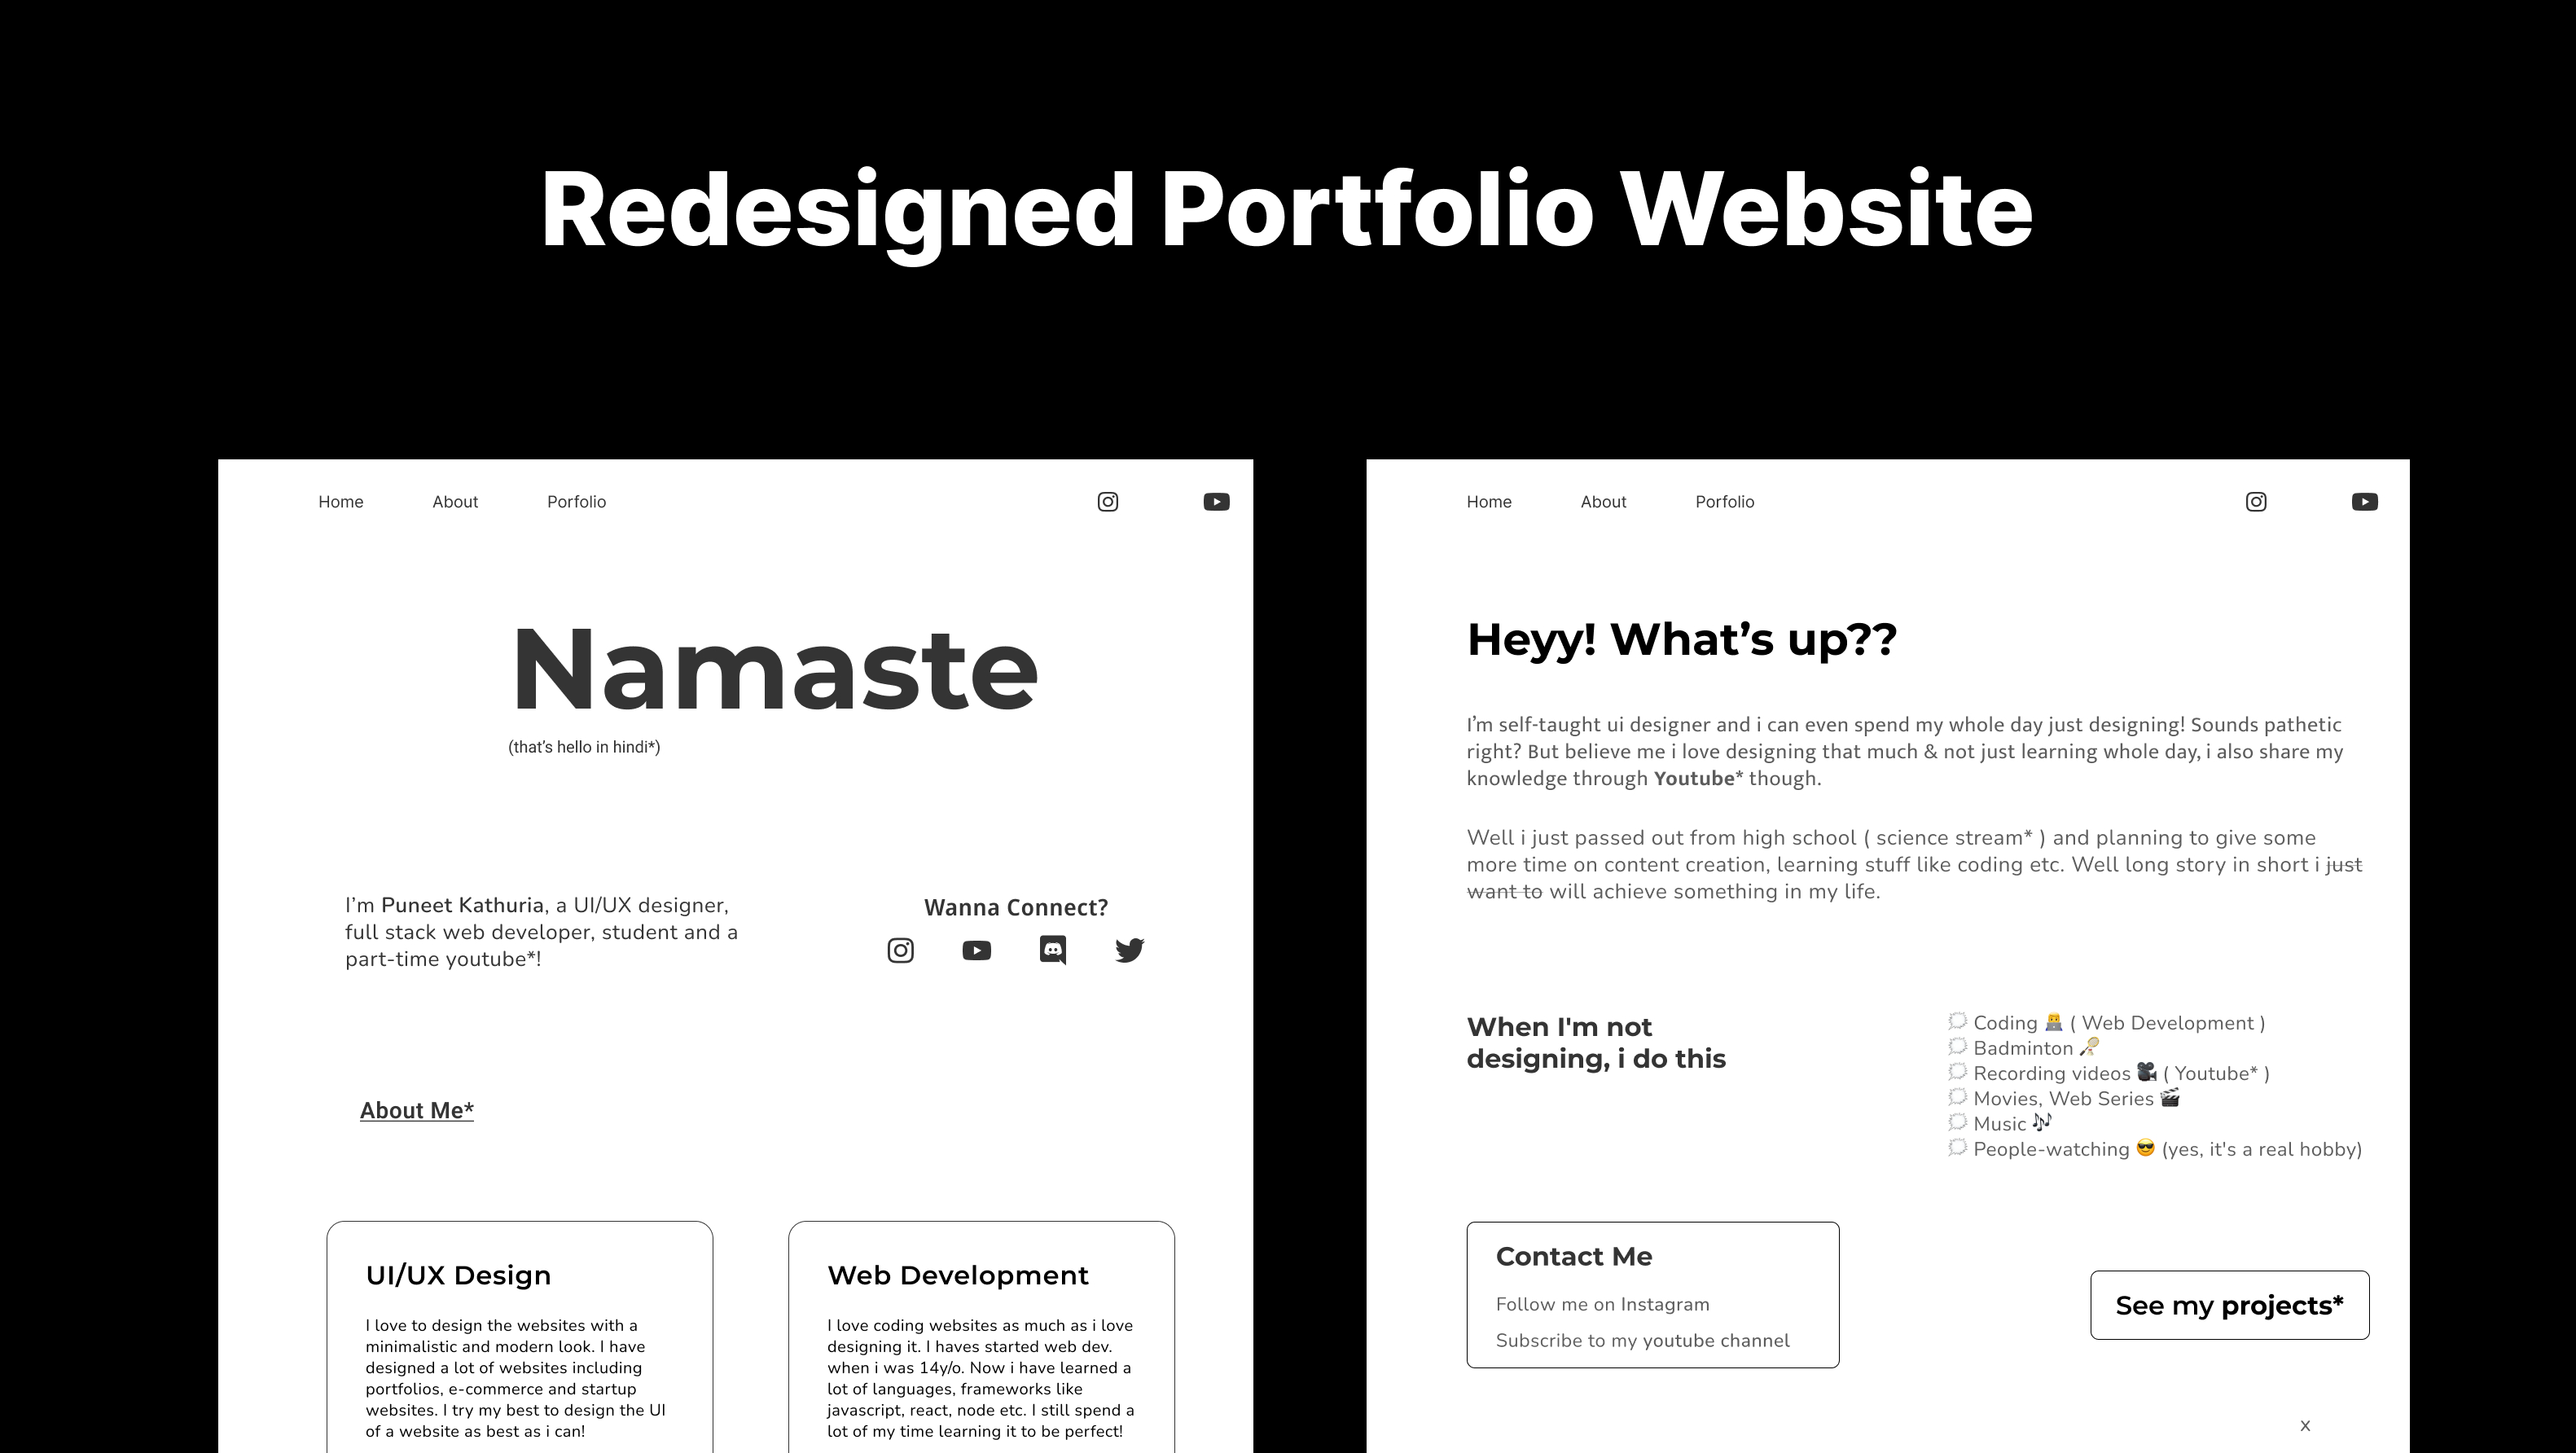 Redesigned Portfolio Website
Home About Porfolio
Namaste
(that's hello in hindi*)
I'm Puneet Kathuria, a UI/UX designer,
full stack web developer, student and a
part-time youtube*!
Wanna Connect?
About Me*
UI/UX Design
I love to design the websites with a
minimalistic and modern look. I have
designed a lot of websites including
portfolios, e-commerce and startup
websites. I try my best to design the UI
of a website as best as i can!
Web Development
I love coding websites as much as i love
designing it. I haves started web dev.
when i was 14y/o. Now i have learned a
lot of languages, frameworks like
javascript, react, node etc. I still spend a
lot of my time learning it to be perfect!
Home About Porfolio
Heyy! What's up??
I'm self-taught ui designer and i can even spend my whole day just designing! Sounds pathetic
right? But believe me i love designing that much & not just learning whole day, i also share my
knowledge through Youtube* though.
Well i just passed out from high school ( science stream* ) and planning to give some
more time on content creation, learning stuff like coding etc. Well long story in short i just
want to will achieve something in my life.
When I'm not
designing, i do this
💭 Coding 👨‍💻 ( Web Development )
💭 Badminton 🏸
💭 Recording videos 🎥 ( Youtube* )
💭 Movies, Web Series 🎬
💭 Music 🎶
💭 People-watching 😎 (yes, it's a real hobby)
Contact Me
Follow me on Instagram
Subscribe to my youtube channel
See my projects*
x